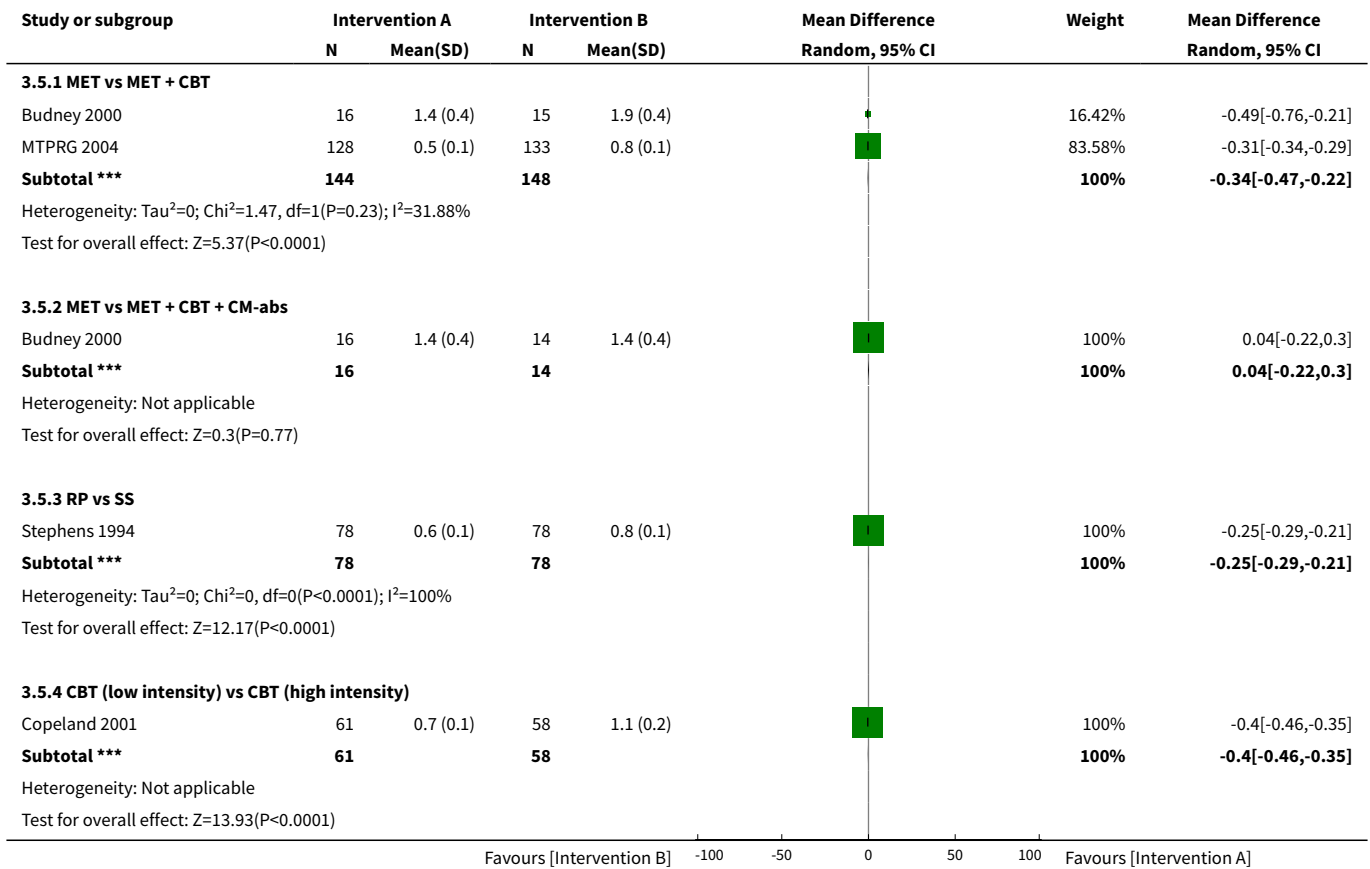 Study or subgroup Intervention A Intervention B Mean Difference Weight Mean Difference
N Mean(SD) N Mean(SD) Random, 95% CI Random, 95% CI
3.5.1 MET vs MET + CBT
Budney 2000 16 1.4 (0.4) 15 1.9 (0.4) 16.42% -0.49[-0.76,-0.21]
MTPRG 2004 128 0.5 (0.1) 133 0.8 (0.1) 83.58% -0.31[-0.34,-0.29]
Subtotal *** 144 148 100% -0.34[-0.47,-0.22]
Heterogeneity: Tau²=0; Chi²=1.47, df=1(P=0.23); I²=31.88%
Test for overall effect: Z=5.37(P<0.0001)
3.5.2 MET vs MET + CBT + CM-abs
Budney 2000 16 1.4 (0.4) 14 1.4 (0.4) 100% 0.04[-0.22,0.3]
Subtotal *** 16 14 100% 0.04[-0.22,0.3]
Heterogeneity: Not applicable
Test for overall effect: Z=0.3(P=0.77)
3.5.3 RP vs SS
Stephens 1994 78 0.6 (0.1) 78 0.8 (0.1) 100% -0.25[-0.29,-0.21]
Subtotal *** 78 78 100% -0.25[-0.29,-0.21]
Heterogeneity: Tau²=0; Chi²=0, df=0(P<0.0001); I²=100%
Test for overall effect: Z=12.17(P<0.0001)
3.5.4 CBT (low intensity) vs CBT (high intensity)
Copeland 2001 61 0.7 (0.1) 58 1.1 (0.2) 100% -0.4[-0.46,-0.35]
Subtotal *** 61 58 100% -0.4[-0.46,-0.35]
Heterogeneity: Not applicable
Test for overall effect: Z=13.93(P<0.0001)
Favours [Intervention B] -100 -50 0 50 100 Favours [Intervention A]